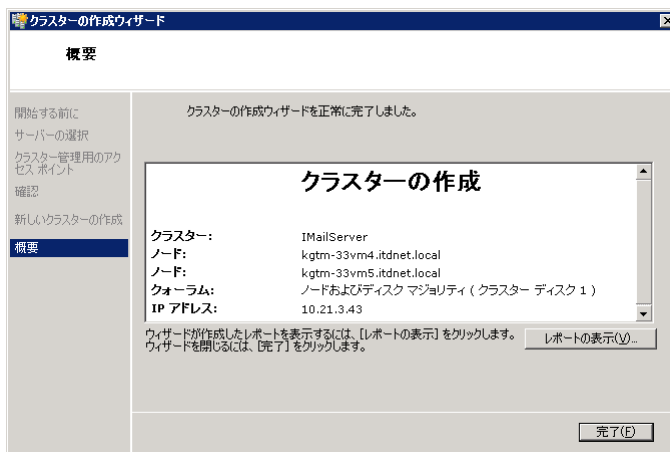 クラスターの作成ウィザード
概要
開始する前に
サーバーの選択
クラスター管理用のアク
セス ポイント
確認
新しいクラスターの作成
概要
クラスターの作成ウィザードを正常に完了しました。
クラスターの作成
クラスター: IMailServer
ノード: kgtm-33vm4.itdnet.local
ノード: kgtm-33vm5.itdnet.local
クォーラム: ノードおよびディスク マジョリティ ( クラスター ディスク 1 )
IP アドレス: 10.21.3.43
ウィザードが作成したレポートを表示するには、[レポートの表示] をクリックします。
ウィザードを閉じるには、[完了] をクリックします。
レポートの表示(V)...
完了(F)